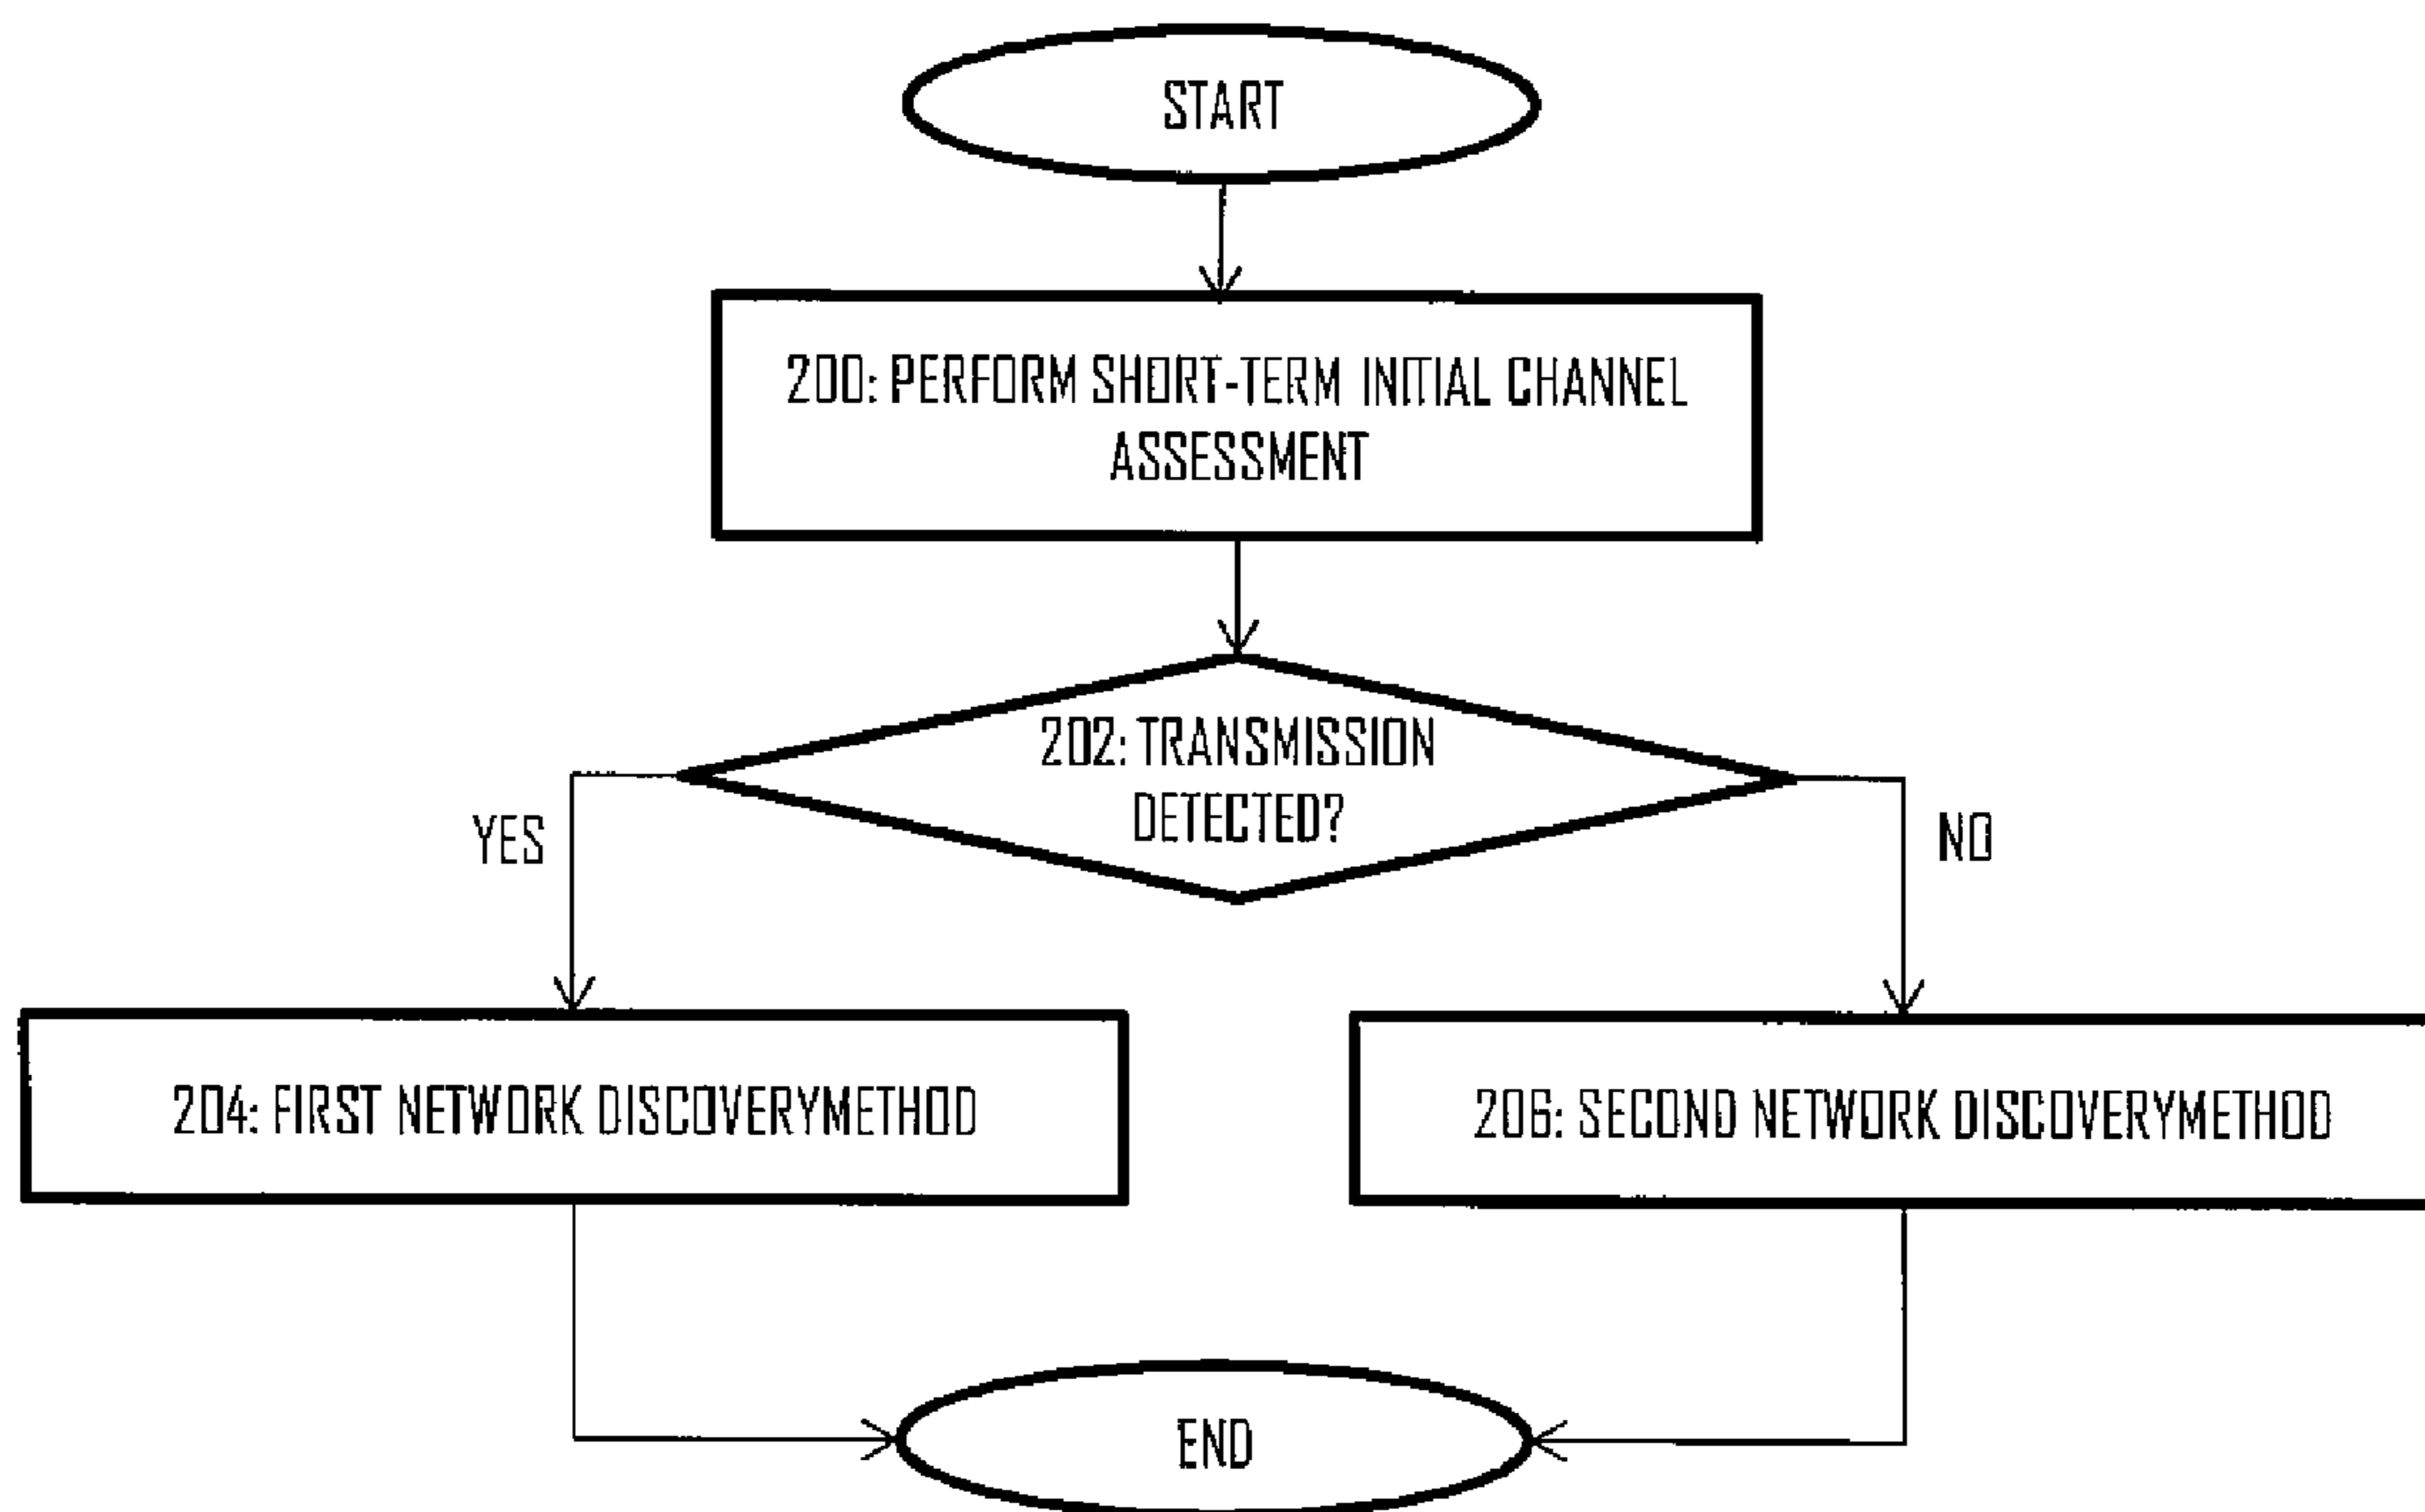 START
200: PERFORM SHORT-TERM INITIAL CHANNEL
ASSESSMENT
202: TRANSMISSION
DETECTED?
YES
NO
204: FIRST NETWORK DISCOVERYMETHOD
206: SECOND NETWORK DISCOVERYMETHOD
END